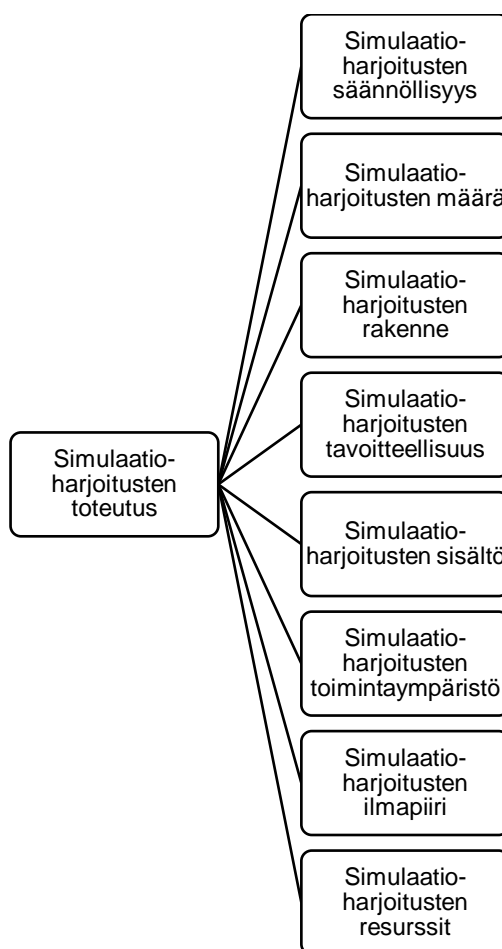 Simulaatio-
harjoitusten
säännöllisyys
Simulaatio-
harjoitusten määrä
Simulaatio-
harjoitusten
rakenne
Simulaatio-
harjoitusten
tavoitteellisuus
Simulaatio-
harjoitusten
toteutus
Simulaatio-
harjoitusten sisältö
Simulaatio-
harjoitusten
toimintaympäristö
Simulaatio-
harjoitusten
ilmapiiri
Simulaatio-
harjoitusten
resurssit